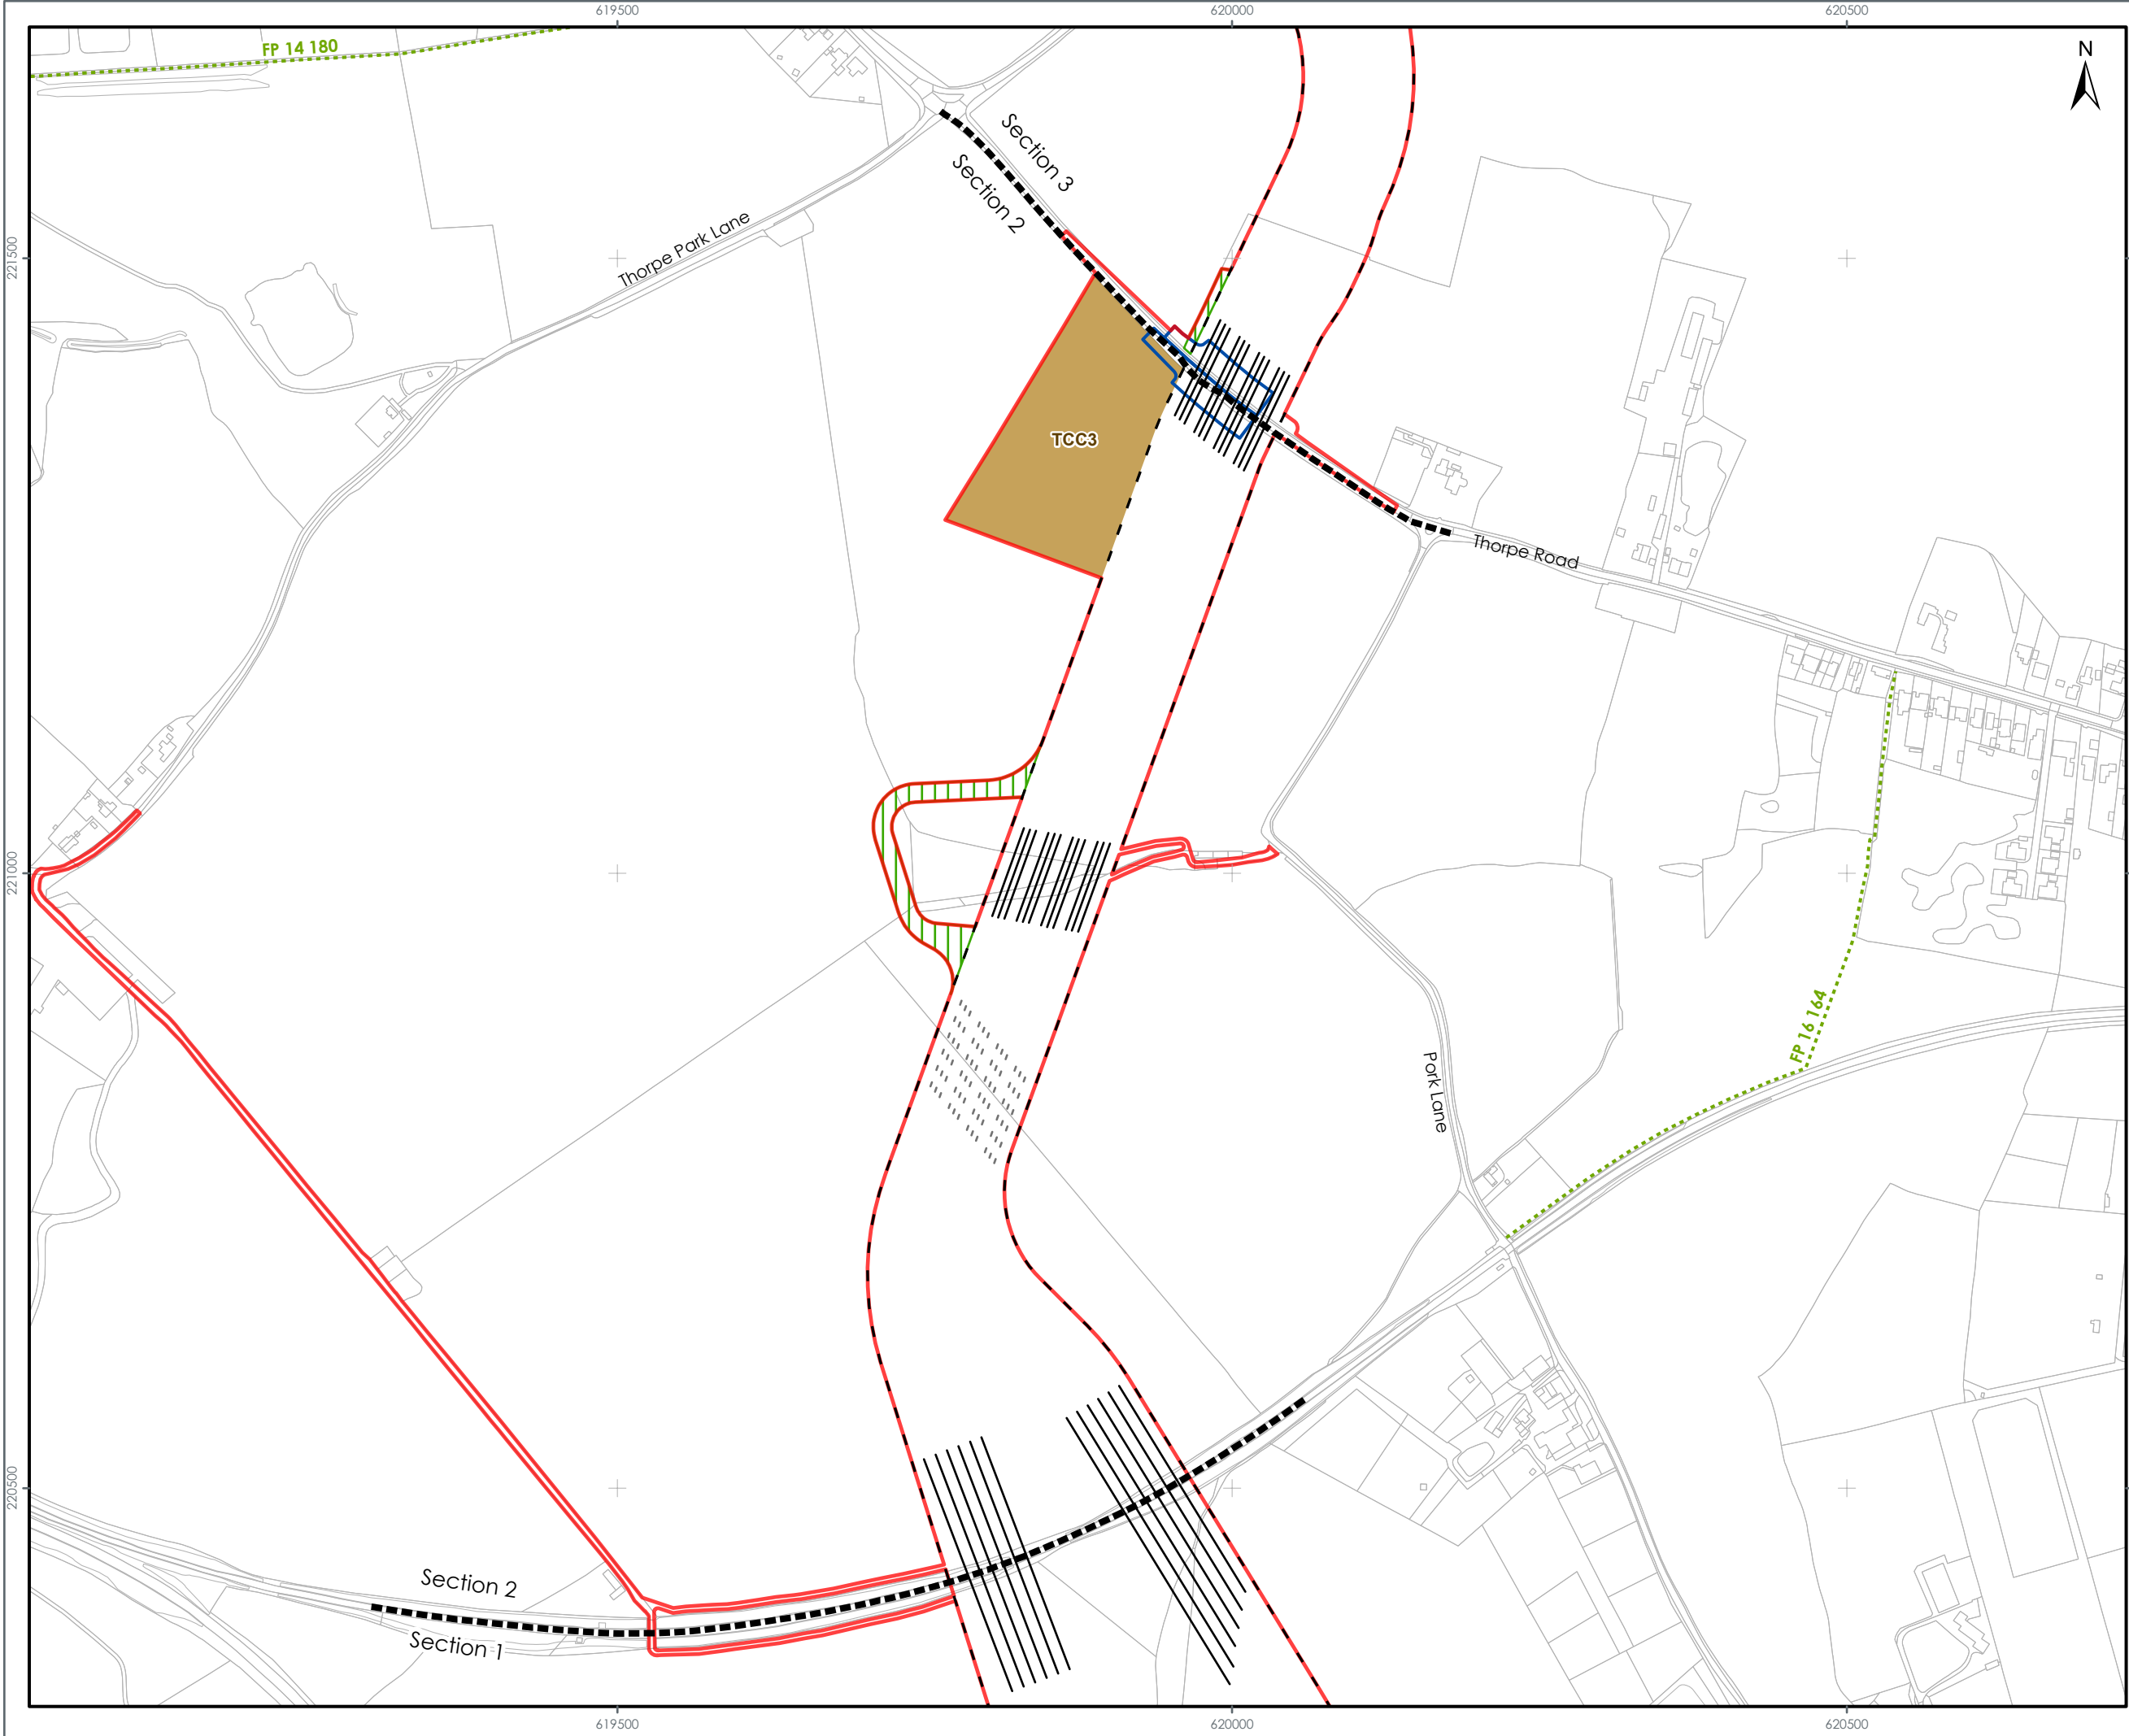 619500
620000
620500
FP 14 180
N
Section 3
Section 2
Thorpe Park Lane
221500
TCC3
Thorpe Road
221000
FP 16 164
Park Lane
220500
Section 2
Section 1
619500
620000
620500